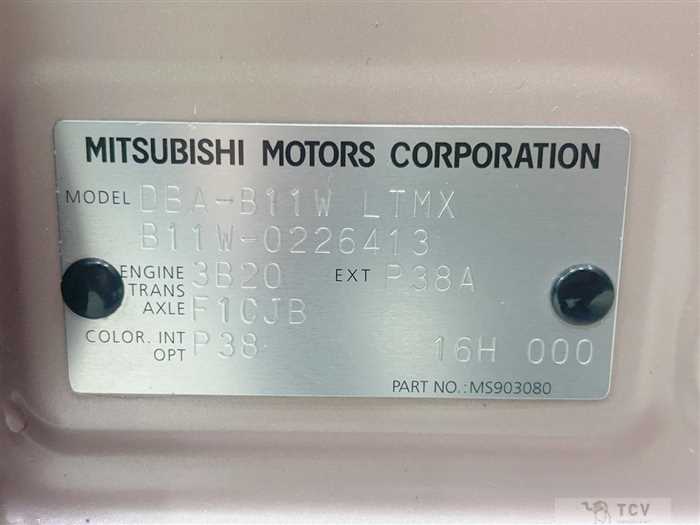 MITSUBISHI MOTORS CORPORATION
MODEL DBA-B11W LTMX
B11W-0226413
ENGINE 3B20 EXT P38A
TRANS
AXLE F1CJB
COLOR. INT P38 16H 000
OPT
PART NO.:MS903080
TCV